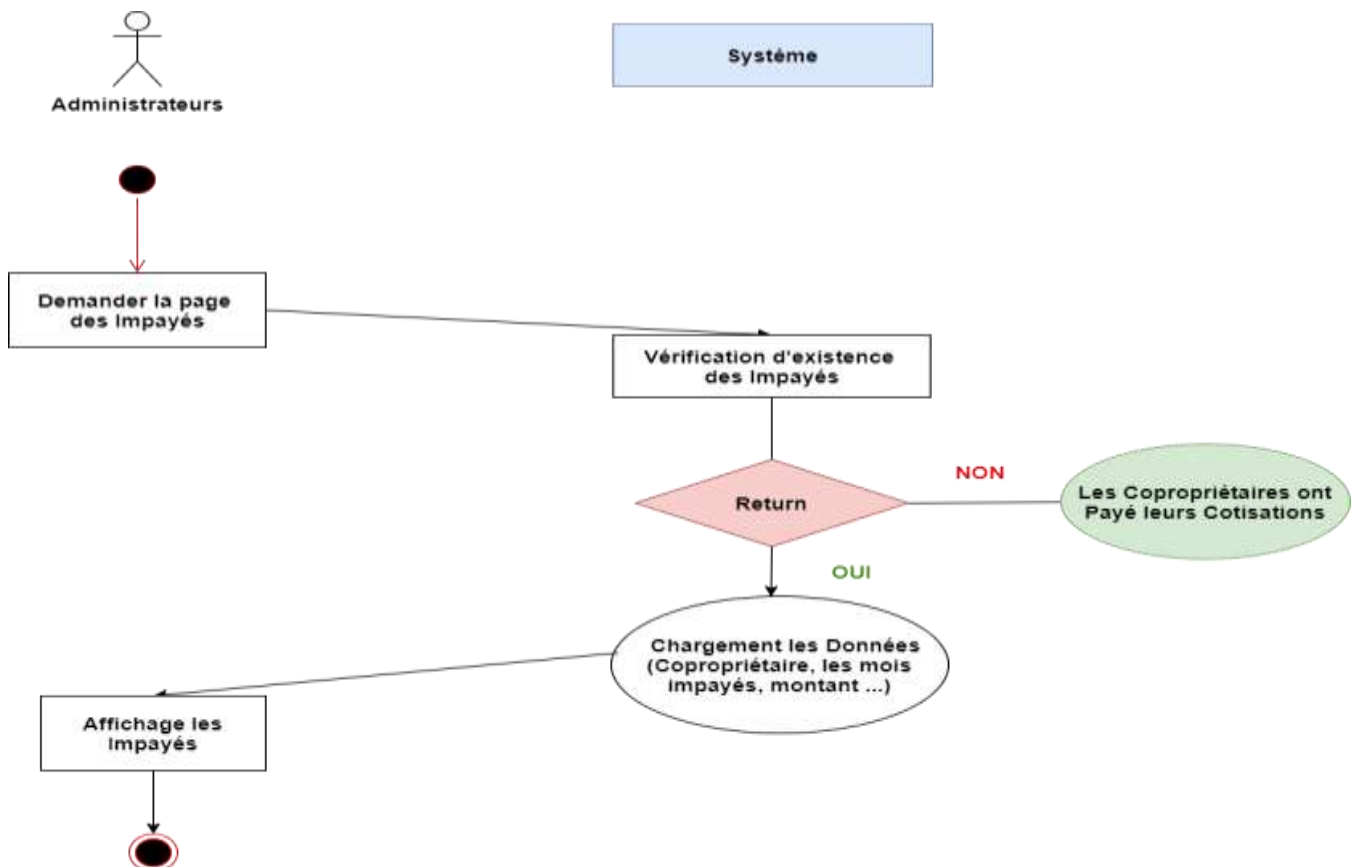 Système
Administrateurs
Demander la page
des Impayés
Vérification d'existence
des Impayés
NON
Return
Les Copropriétaires ont
Payé leurs Cotisations
OUI
Chargement les Données
(Copropriétaire, les mois
impayés, montant ...)
Affichage les
Impayés